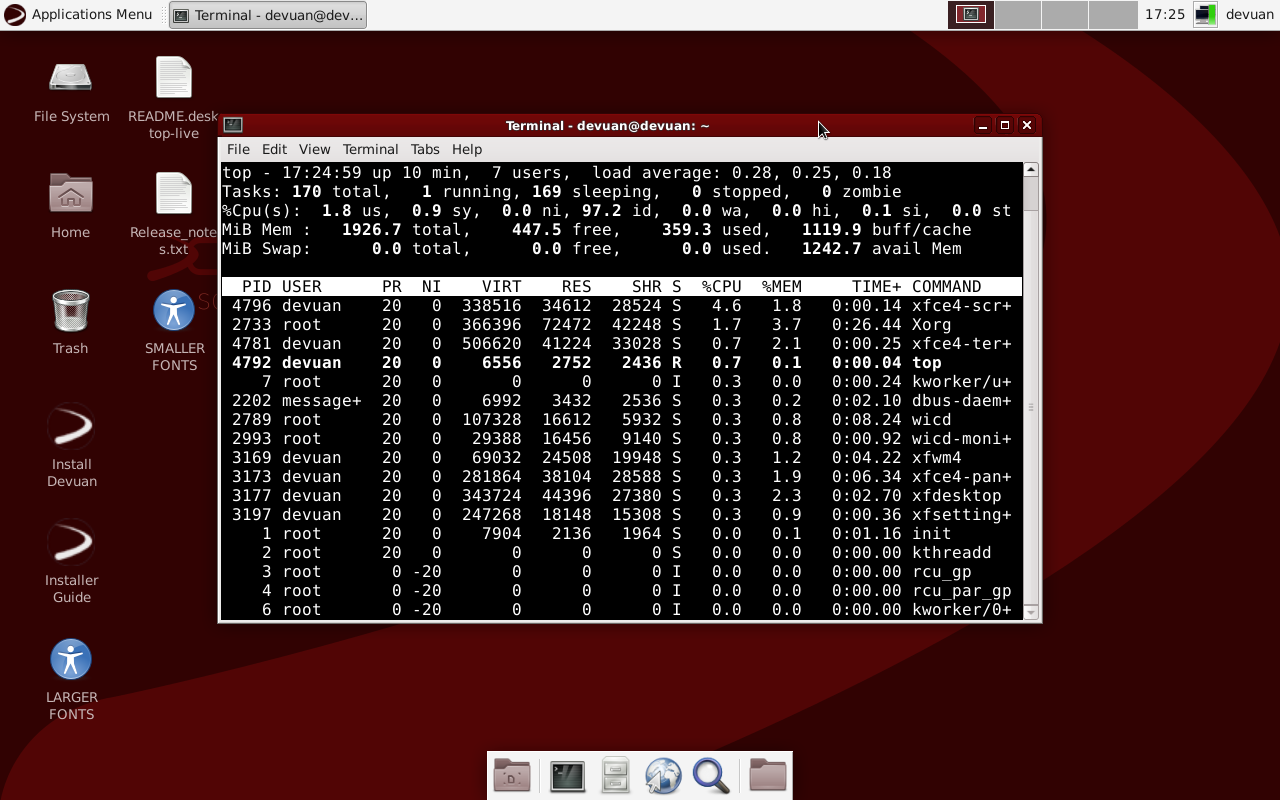 Applications Menu
Terminal - devuan@dev...
17:25
devuan
File System
README.desk
top-live
Home
Release_note
s.txt
Trash
SMALLER
FONTS
Install
Devuan
Installer
Guide
LARGER
FONTS
Terminal - devuan@devuan: ~
File Edit View Terminal Tabs Help
top - 17:24:59 up 10 min,  7 users,  load average: 0.28, 0.25, 0.18
Tasks: 170 total,   1 running, 169 sleeping,   0 stopped,   0 zombie
%Cpu(s):  1.8 us,  0.9 sy,  0.0 ni, 97.2 id,  0.0 wa,  0.0 hi,  0.1 si,  0.0 st
MiB Mem :   1926.7 total,    447.5 free,    359.3 used,   1119.9 buff/cache
MiB Swap:      0.0 total,      0.0 free,      0.0 used.   1242.7 avail Mem
PID USER      PR  NI    VIRT    RES    SHR S  %CPU  %MEM     TIME+ COMMAND
4796 devuan    20   0  338516  34612  28524 S   4.6   1.8   0:00.14 xfce4-scr+
2733 root      20   0  366396  72472  42248 S   1.7   3.7   0:26.44 Xorg
4781 devuan    20   0  506620  41224  33028 S   0.7   2.1   0:00.25 xfce4-ter+
4792 devuan    20   0    6556   2752   2436 R   0.7   0.1   0:00.04 top
7 root      20   0       0      0      0 I   0.3   0.0   0:00.24 kworker/u+
2202 message+  20   0    6992   3432   2536 S   0.3   0.2   0:02.10 dbus-daem+
2789 root      20   0  107328  16612   5932 S   0.3   0.8   0:08.24 wicd
2993 root      20   0   29388  16456   9140 S   0.3   0.8   0:00.92 wicd-moni+
3169 devuan    20   0   69032  24508  19948 S   0.3   1.2   0:04.22 xfwm4
3173 devuan    20   0  281864  38104  28588 S   0.3   1.9   0:06.34 xfce4-pan+
3177 devuan    20   0  343724  44396  27380 S   0.3   2.3   0:02.70 xfdesktop
3197 devuan    20   0  247268  18148  15308 S   0.3   0.9   0:00.36 xfsetting+
1 root      20   0    7904   2136   1964 S   0.0   0.1   0:01.16 init
2 root      20   0       0      0      0 S   0.0   0.0   0:00.00 kthreadd
3 root       0 -20       0      0      0 I   0.0   0.0   0:00.00 rcu_gp
4 root       0 -20       0      0      0 I   0.0   0.0   0:00.00 rcu_par_gp
6 root       0 -20       0      0      0 I   0.0   0.0   0:00.00 kworker/0+